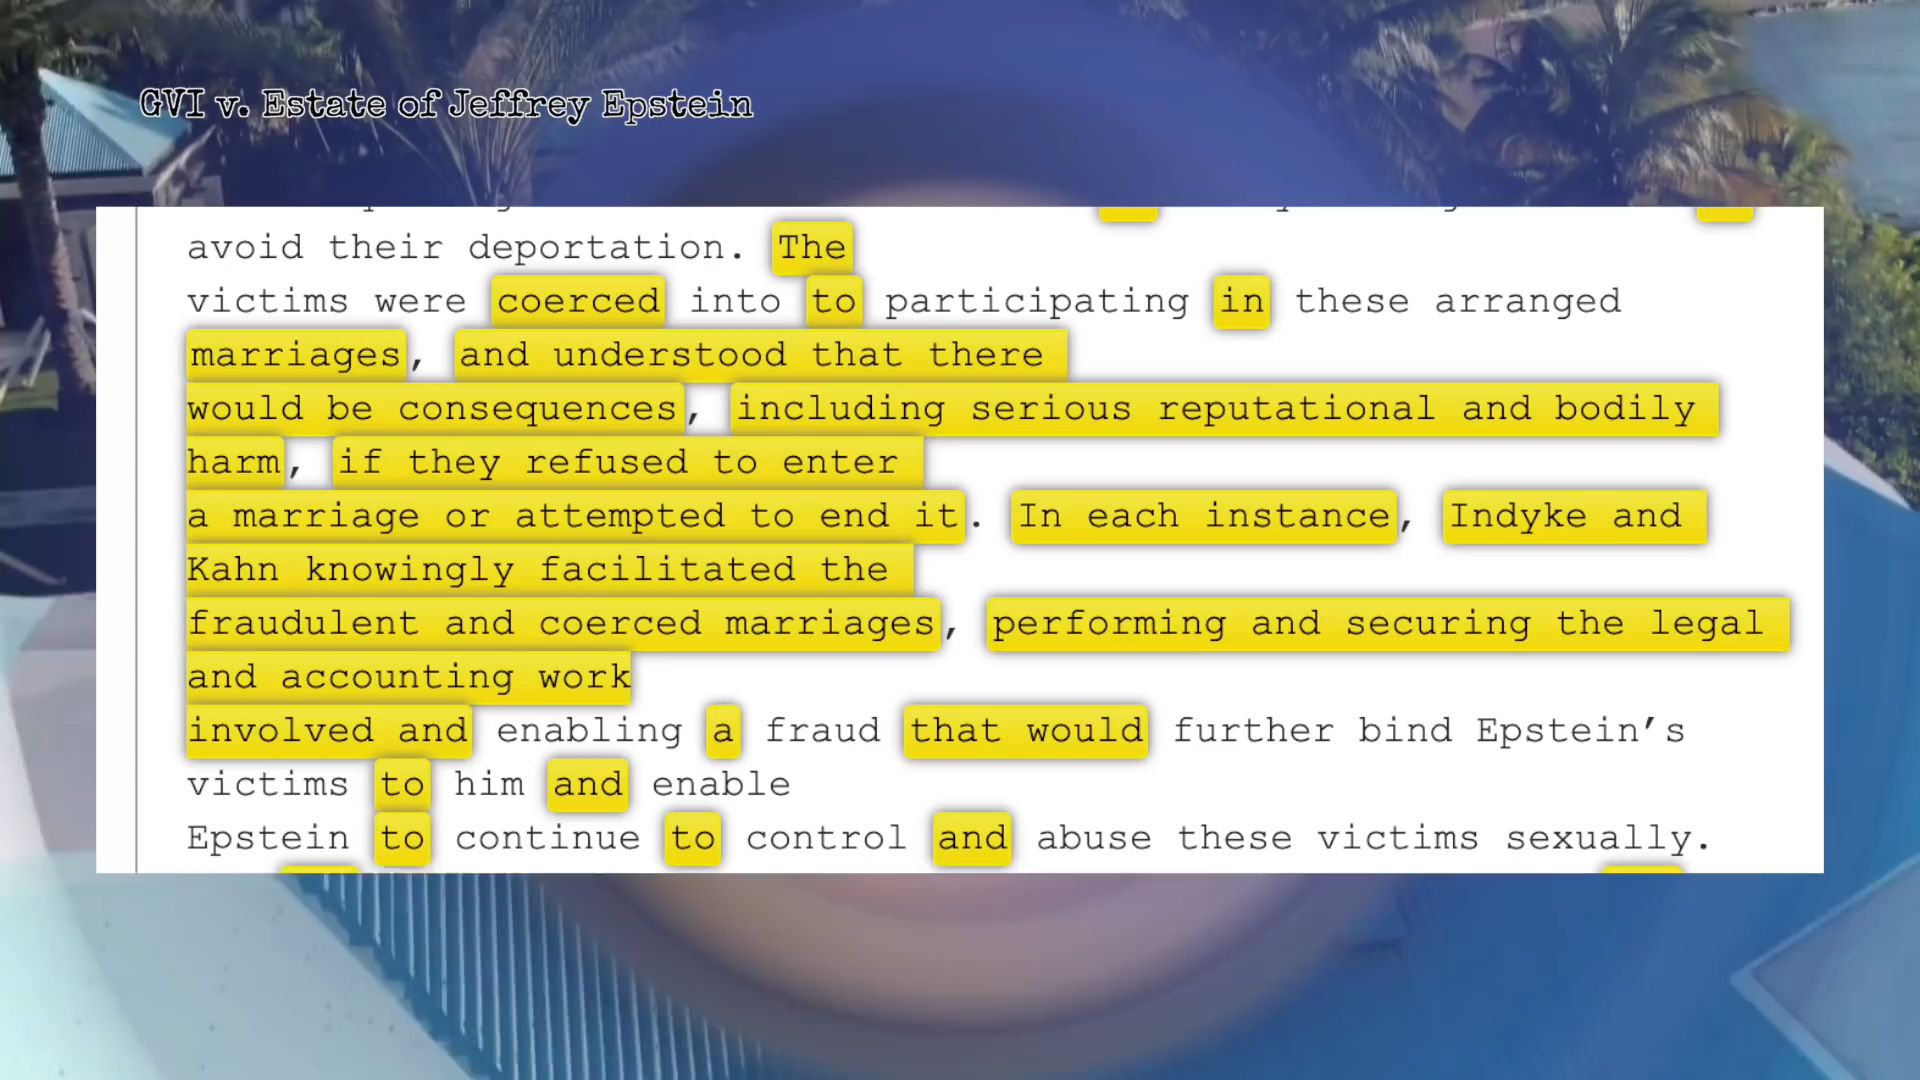 GVI v. Estate of Jeffrey Epstein
avoid their deportation. The
victims were coerced into to participating in these arranged
marriages, and understood that there
would be consequences, including serious reputational and bodily
harm, if they refused to enter
a marriage or attempted to end it. In each instance, Indyke and
Kahn knowingly facilitated the
fraudulent and coerced marriages, performing and securing the legal
and accounting work
involved and enabling a fraud that would further bind Epstein’s
victims to him and enable
Epstein to continue to control and abuse these victims sexually.